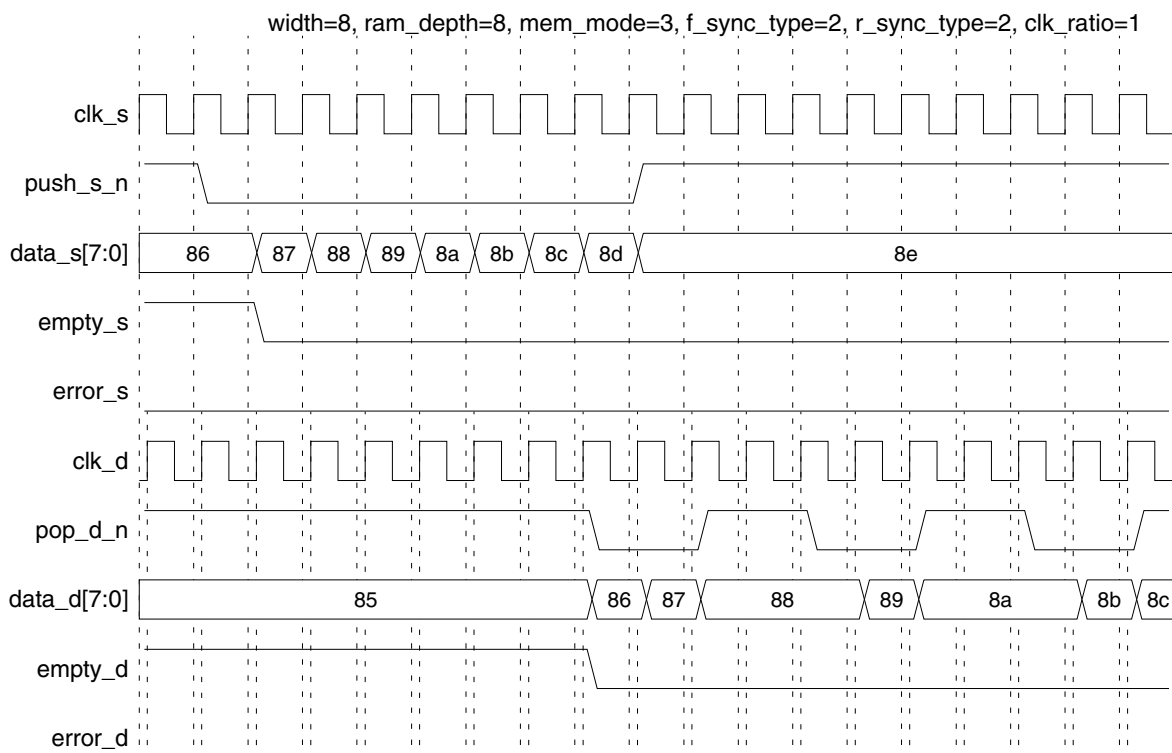 width=8, ram_depth=8, mem_mode=3, f_sync_type=2, r_sync_type=2, clk_ratio=1
clk_s
push_s_n
data_s[7:0] 86 87 88 89 8a 8b 8c 8d 8e
empty_s
error_s
clk_d
pop_d_n
data_d[7:0] 85 86 87 88 89 8a 8b 8c
empty_d
error_d